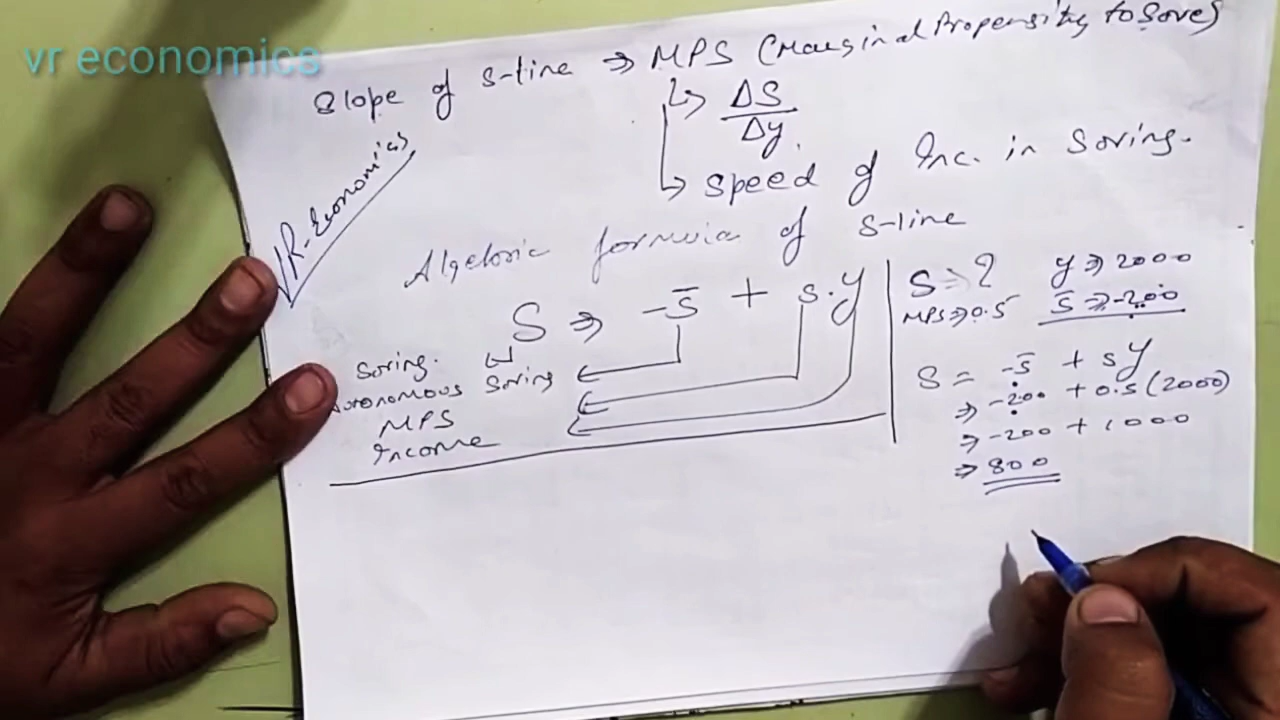 vr economics
Slope of S-line ⇒ MPS (Marginal Propensity to Save)
↳ ΔS/Δy
↳ Speed of Inc. in Saving.
VR-Economics
Algebric formula of S-line
S ⇒ -s̄ + s.y
Saving.
Autonomous Saving
MPS
Income
S ⇒ ? y ⇒ 2000
MPS ⇒ 0.5 s̄ ⇒ -200
S = -s̄ + sy
⇒ -200 + 0.5(2000)
⇒ -200 + 1000
⇒ 800